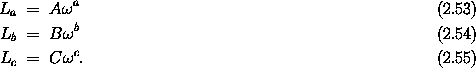 L_a = Aω^a (2.53)
L_b = Bω^b (2.54)
L_c = Cω^c. (2.55)